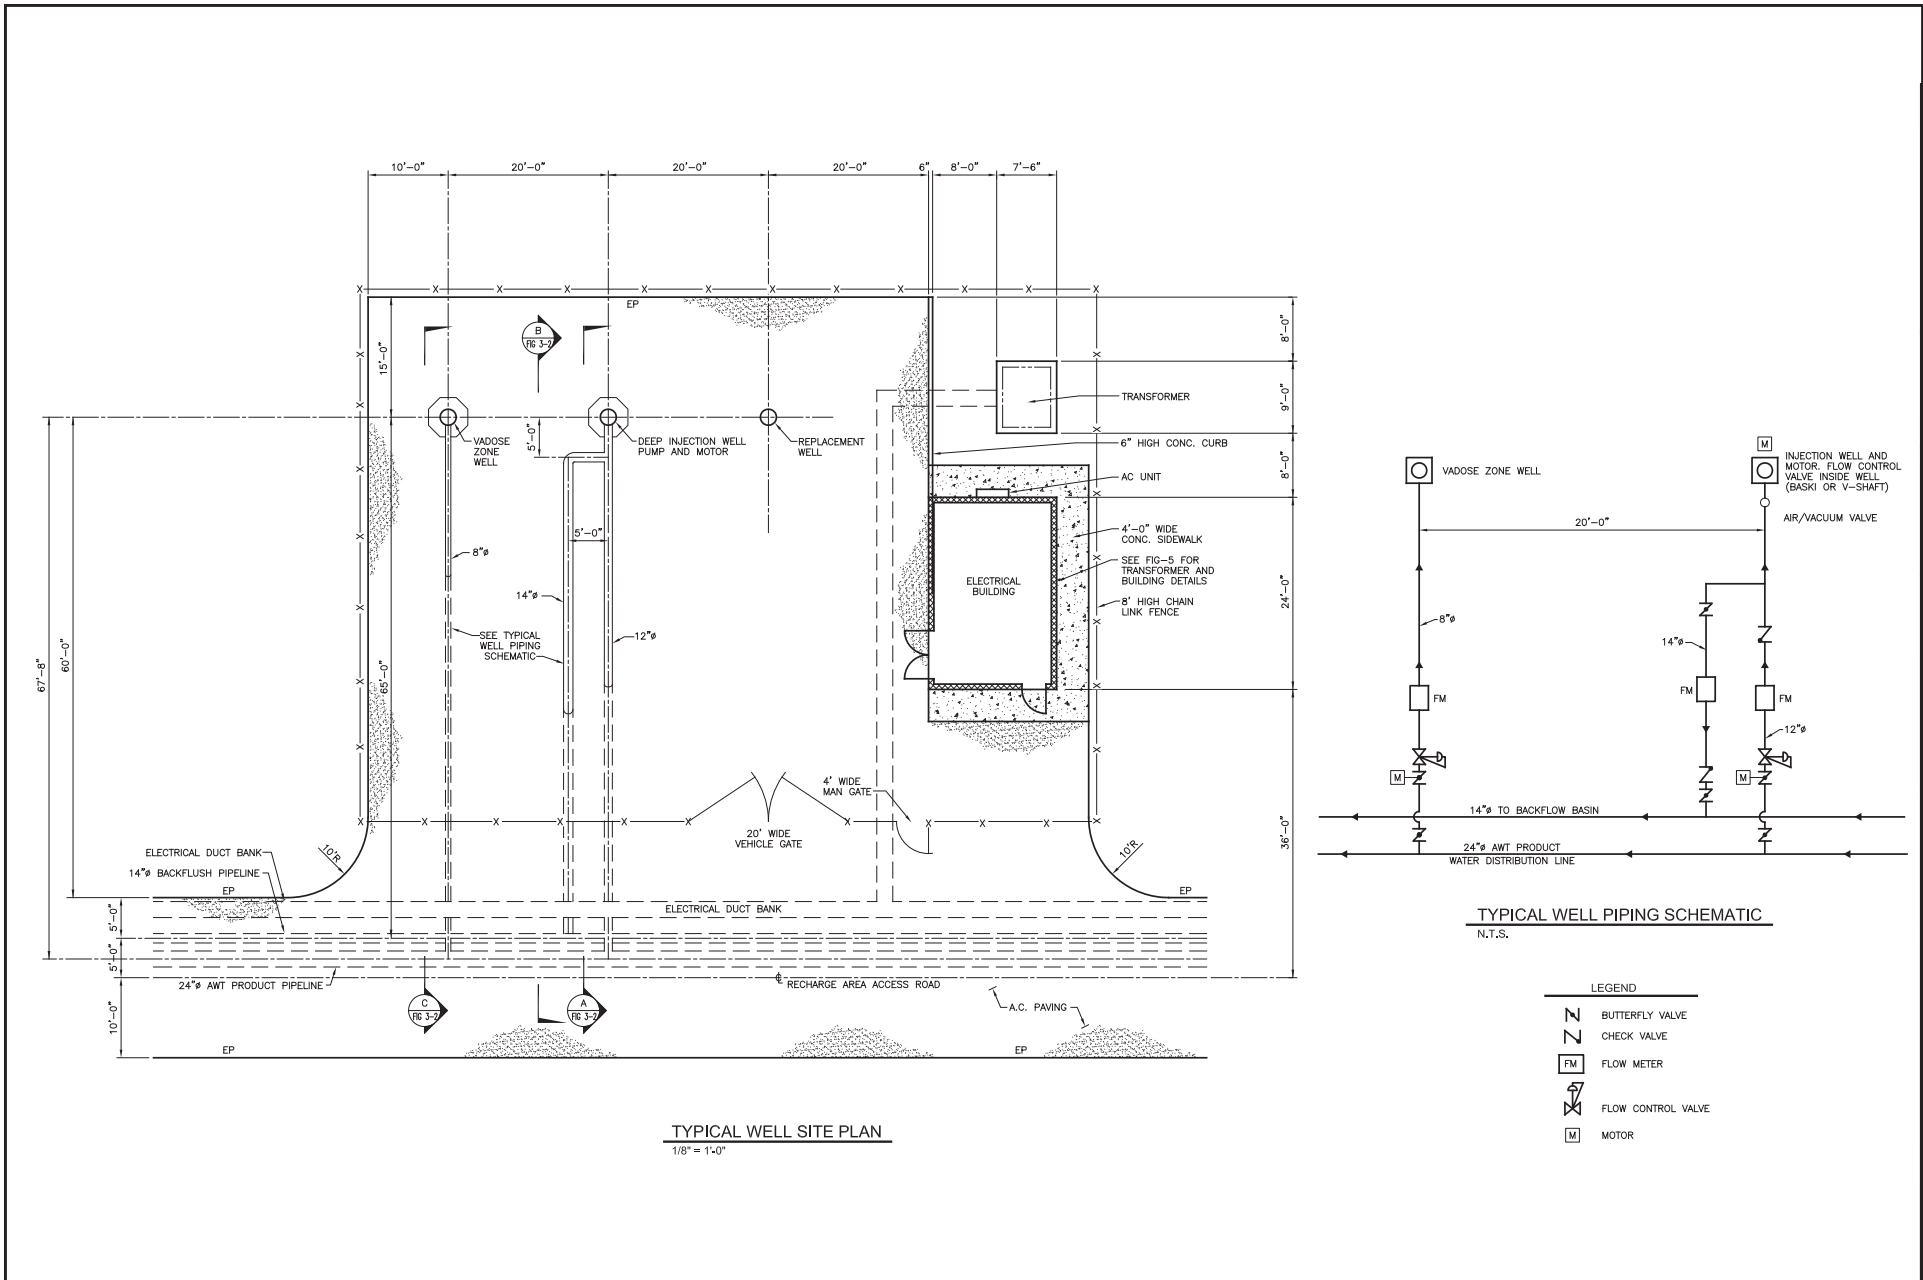 10'-0"
20'-0"
20'-0"
20'-0"
6"
8'-0"
7'-6"
EP
B
FIG 3-2
15'-0"
8'-0"
TRANSFORMER
9'-0"
5'-0"
VADOSE
ZONE
WELL
DEEP INJECTION WELL
PUMP AND MOTOR
REPLACEMENT
WELL
6" HIGH CONC. CURB
8'-0"
AC UNIT
4'-0" WIDE
CONC. SIDEWALK
5'-0"
8"ø
SEE FIG-5 FOR
TRANSFORMER AND
BUILDING DETAILS
ELECTRICAL
BUILDING
14"ø
24'-0"
8' HIGH CHAIN
LINK FENCE
12"ø
SEE TYPICAL
WELL PIPING
SCHEMATIC
67'-8"
60'-0"
65'-0"
4' WIDE
MAN GATE
20' WIDE
VEHICLE GATE
36'-0"
ELECTRICAL DUCT BANK
10'R
10'R
14"ø BACKFLUSH PIPELINE
EP
EP
ELECTRICAL DUCT BANK
5'-0"
5'-0"
24"ø AWT PRODUCT PIPELINE
℄ RECHARGE AREA ACCESS ROAD
C
FIG 3-2
A
FIG 3-2
A.C. PAVING
10'-0"
EP
EP
TYPICAL WELL SITE PLAN
1/8" = 1'-0"
M
VADOSE ZONE WELL
INJECTION WELL AND
MOTOR. FLOW CONTROL
VALVE INSIDE WELL
(BASKI OR V-SHAFT)
AIR/VACUUM VALVE
20'-0"
8"ø
14"ø
FM
FM
FM
12"ø
M
M
14"ø TO BACKFLOW BASIN
24"ø AWT PRODUCT
WATER DISTRIBUTION LINE
TYPICAL WELL PIPING SCHEMATIC
N.T.S.
LEGEND
BUTTERFLY VALVE
CHECK VALVE
FM FLOW METER
FLOW CONTROL VALVE
M MOTOR